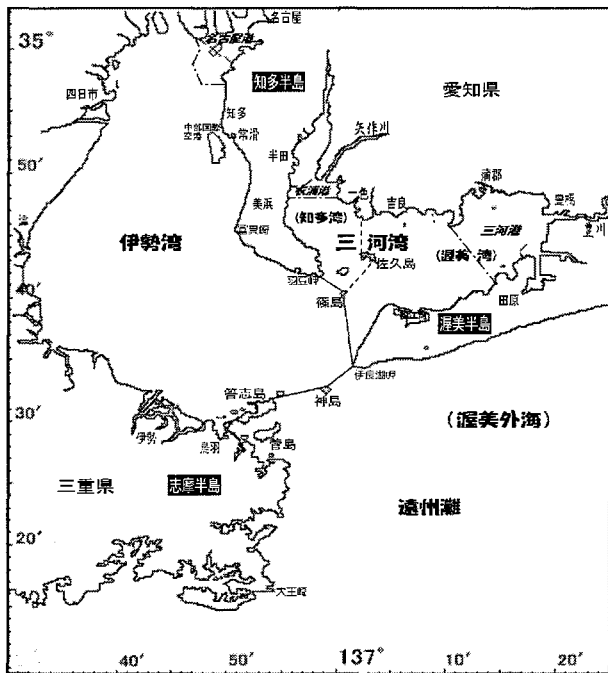 名古屋
名古屋港
35°
知多半島
愛知県
四日市
知多
中部国際
空港
常滑
矢作川
半田
50′
衣浦港
一色
吉良
蒲郡
豊橋
豊川
美浜
(知多湾)
三河港
伊勢湾
三河湾
(渥美湾)
佐久島
羽豆岬
40′
篠島
田原
渥美半島
伊良湖岬
答志島
神島
30′
(渥美外海)
伊勢
鳥羽
菅島
三重県
志摩半島
遠州灘
20′
大王崎
40′
50′
137°
10′
20′